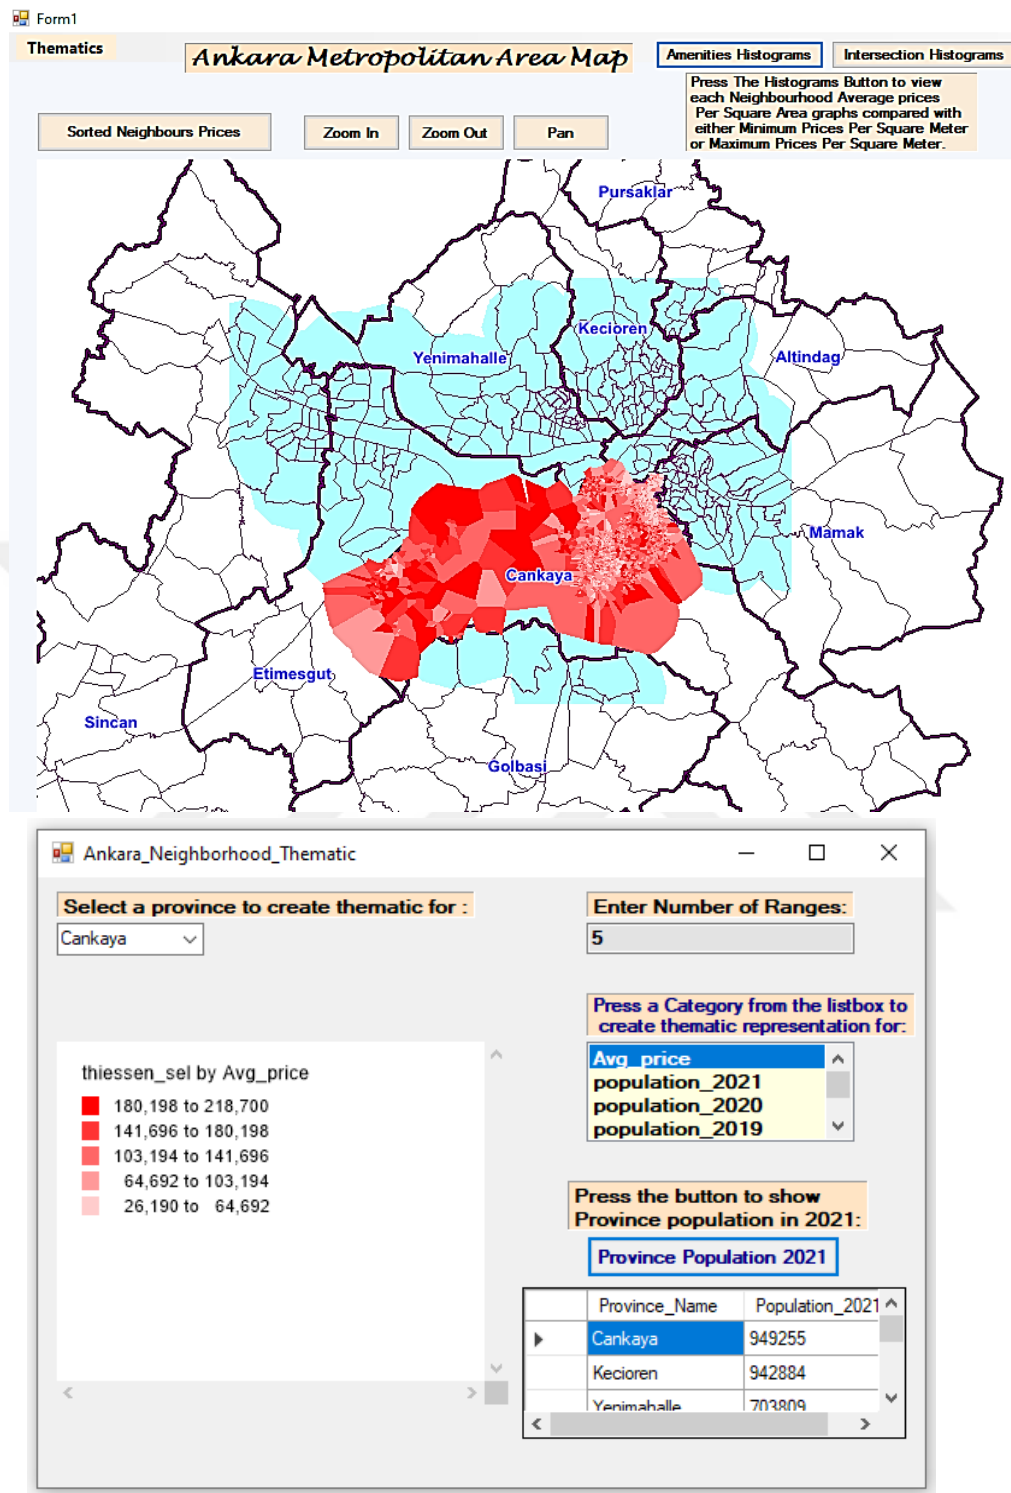 Form1
Thematics
Ankara Metropolitan Area Map
Amenities Histograms
Intersection Histograms
Press The Histograms Button to view
each Neighbourhood Average prices
Per Square Area graphs compared with
either Minimum Prices Per Square Meter
or Maximum Prices Per Square Meter.
Sorted Neighbours Prices
Zoom In
Zoom Out
Pan
Pursaklar
Kecioren
Yenimahalle
Altindag
Mamak
Cankaya
Etimesgut
Sincan
Golbasi
Ankara_Neighborhood_Thematic
Select a province to create thematic for :
Cankaya
Enter Number of Ranges:
5
Press a Category from the listbox to
create thematic representation for:
Avg_price
population_2021
population_2020
population_2019
thiessen_sel by Avg_price
180,198 to 218,700
141,696 to 180,198
103,194 to 141,696
64,692 to 103,194
26,190 to 64,692
Press the button to show
Province population in 2021:
Province Population 2021
Province_Name Population_2021
Cankaya 949255
Kecioren 942884
Yenimahalle 703809